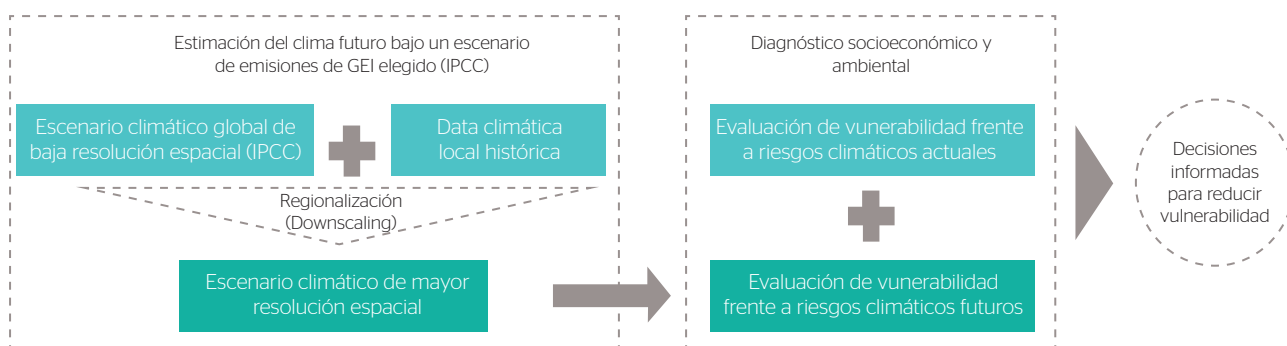 Estimación del clima futuro bajo un escenario
de emisiones de GEI elegido (IPCC)
Escenario climático global de
baja resolución espacial (IPCC)
Data climática
local histórica
Regionalización
(Downscaling)
Escenario climático de mayor
resolución espacial
Diagnóstico socioeconómico y
ambiental
Evaluación de vunerabilidad frente
a riesgos climáticos actuales
Evaluación de vunerabilidad
frente a riesgos climáticos futuros
Decisiones
informadas
para reducir
vulnerabilidad